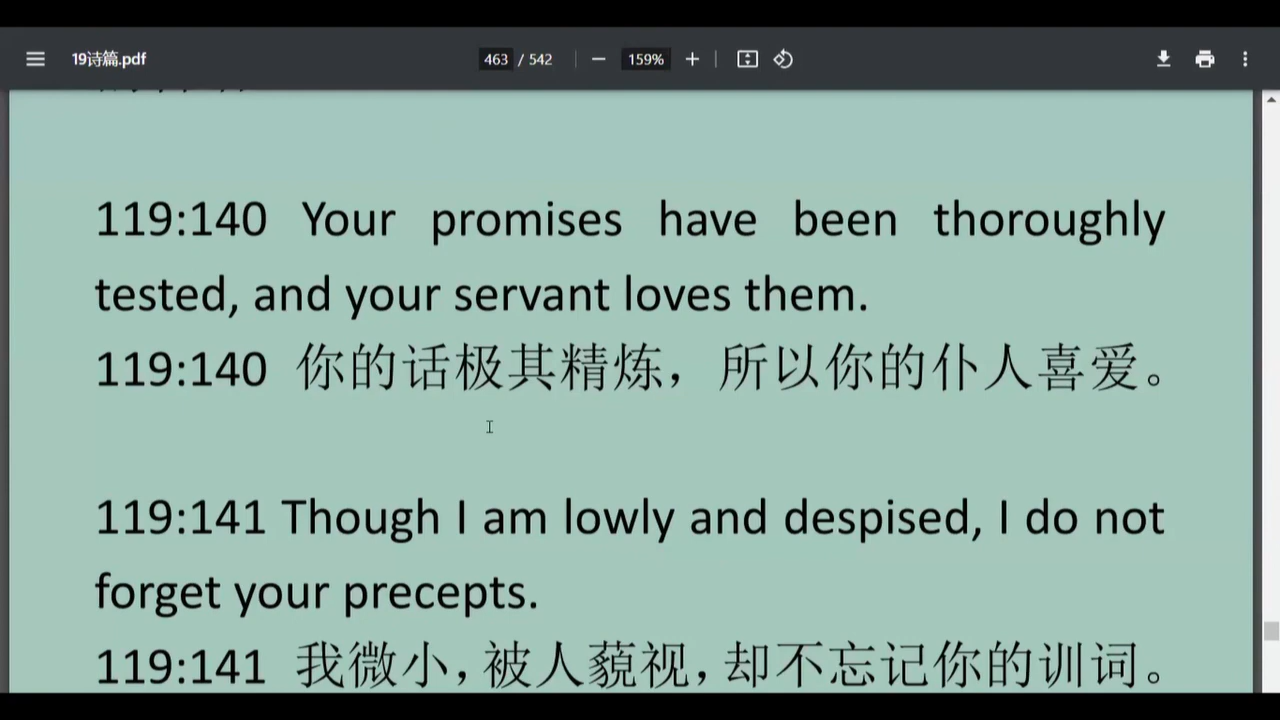 19诗篇.pdf
463 / 542
159%
119:140 Your promises have been thoroughly
tested, and your servant loves them.
119:140 你的话极其精炼，所以你的仆人喜爱。
119:141 Though I am lowly and despised, I do not
forget your precepts.
119:141 我微小，被人藐视，却不忘记你的训词。